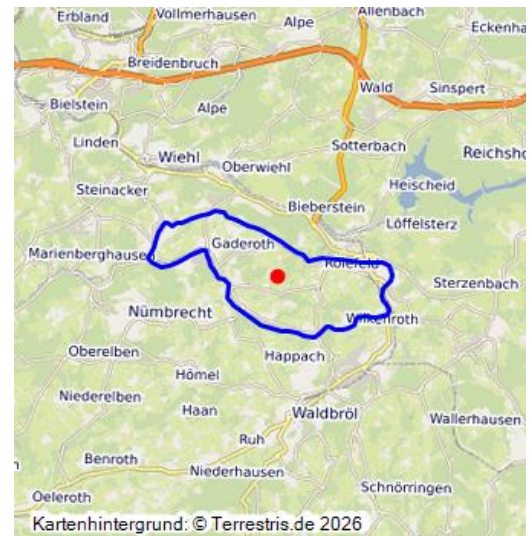 Erbland
Vollmerhausen
Alpe
Allenbach
Eckenha
Breidenbruch
Wald
Sinspert
Bielstein
Alpe
Linden
Sotterbach
Wiehl
Oberwiehl
Reichsho
Heischeid
Steinacker
Bieberstein
Löffelsterz
Gaderoth
Marienberghausen
Rölefeld
Sterzenbach
Nümbrecht
Wilkenroth
Oberelben
Happach
Hömel
Niederelben
Haan
Waldbröl
Wallerhausen
Ruh
Benroth
Niederhausen
Schnörringen
Oeleroth
Kartenhintergrund: © Terrestris.de 2026